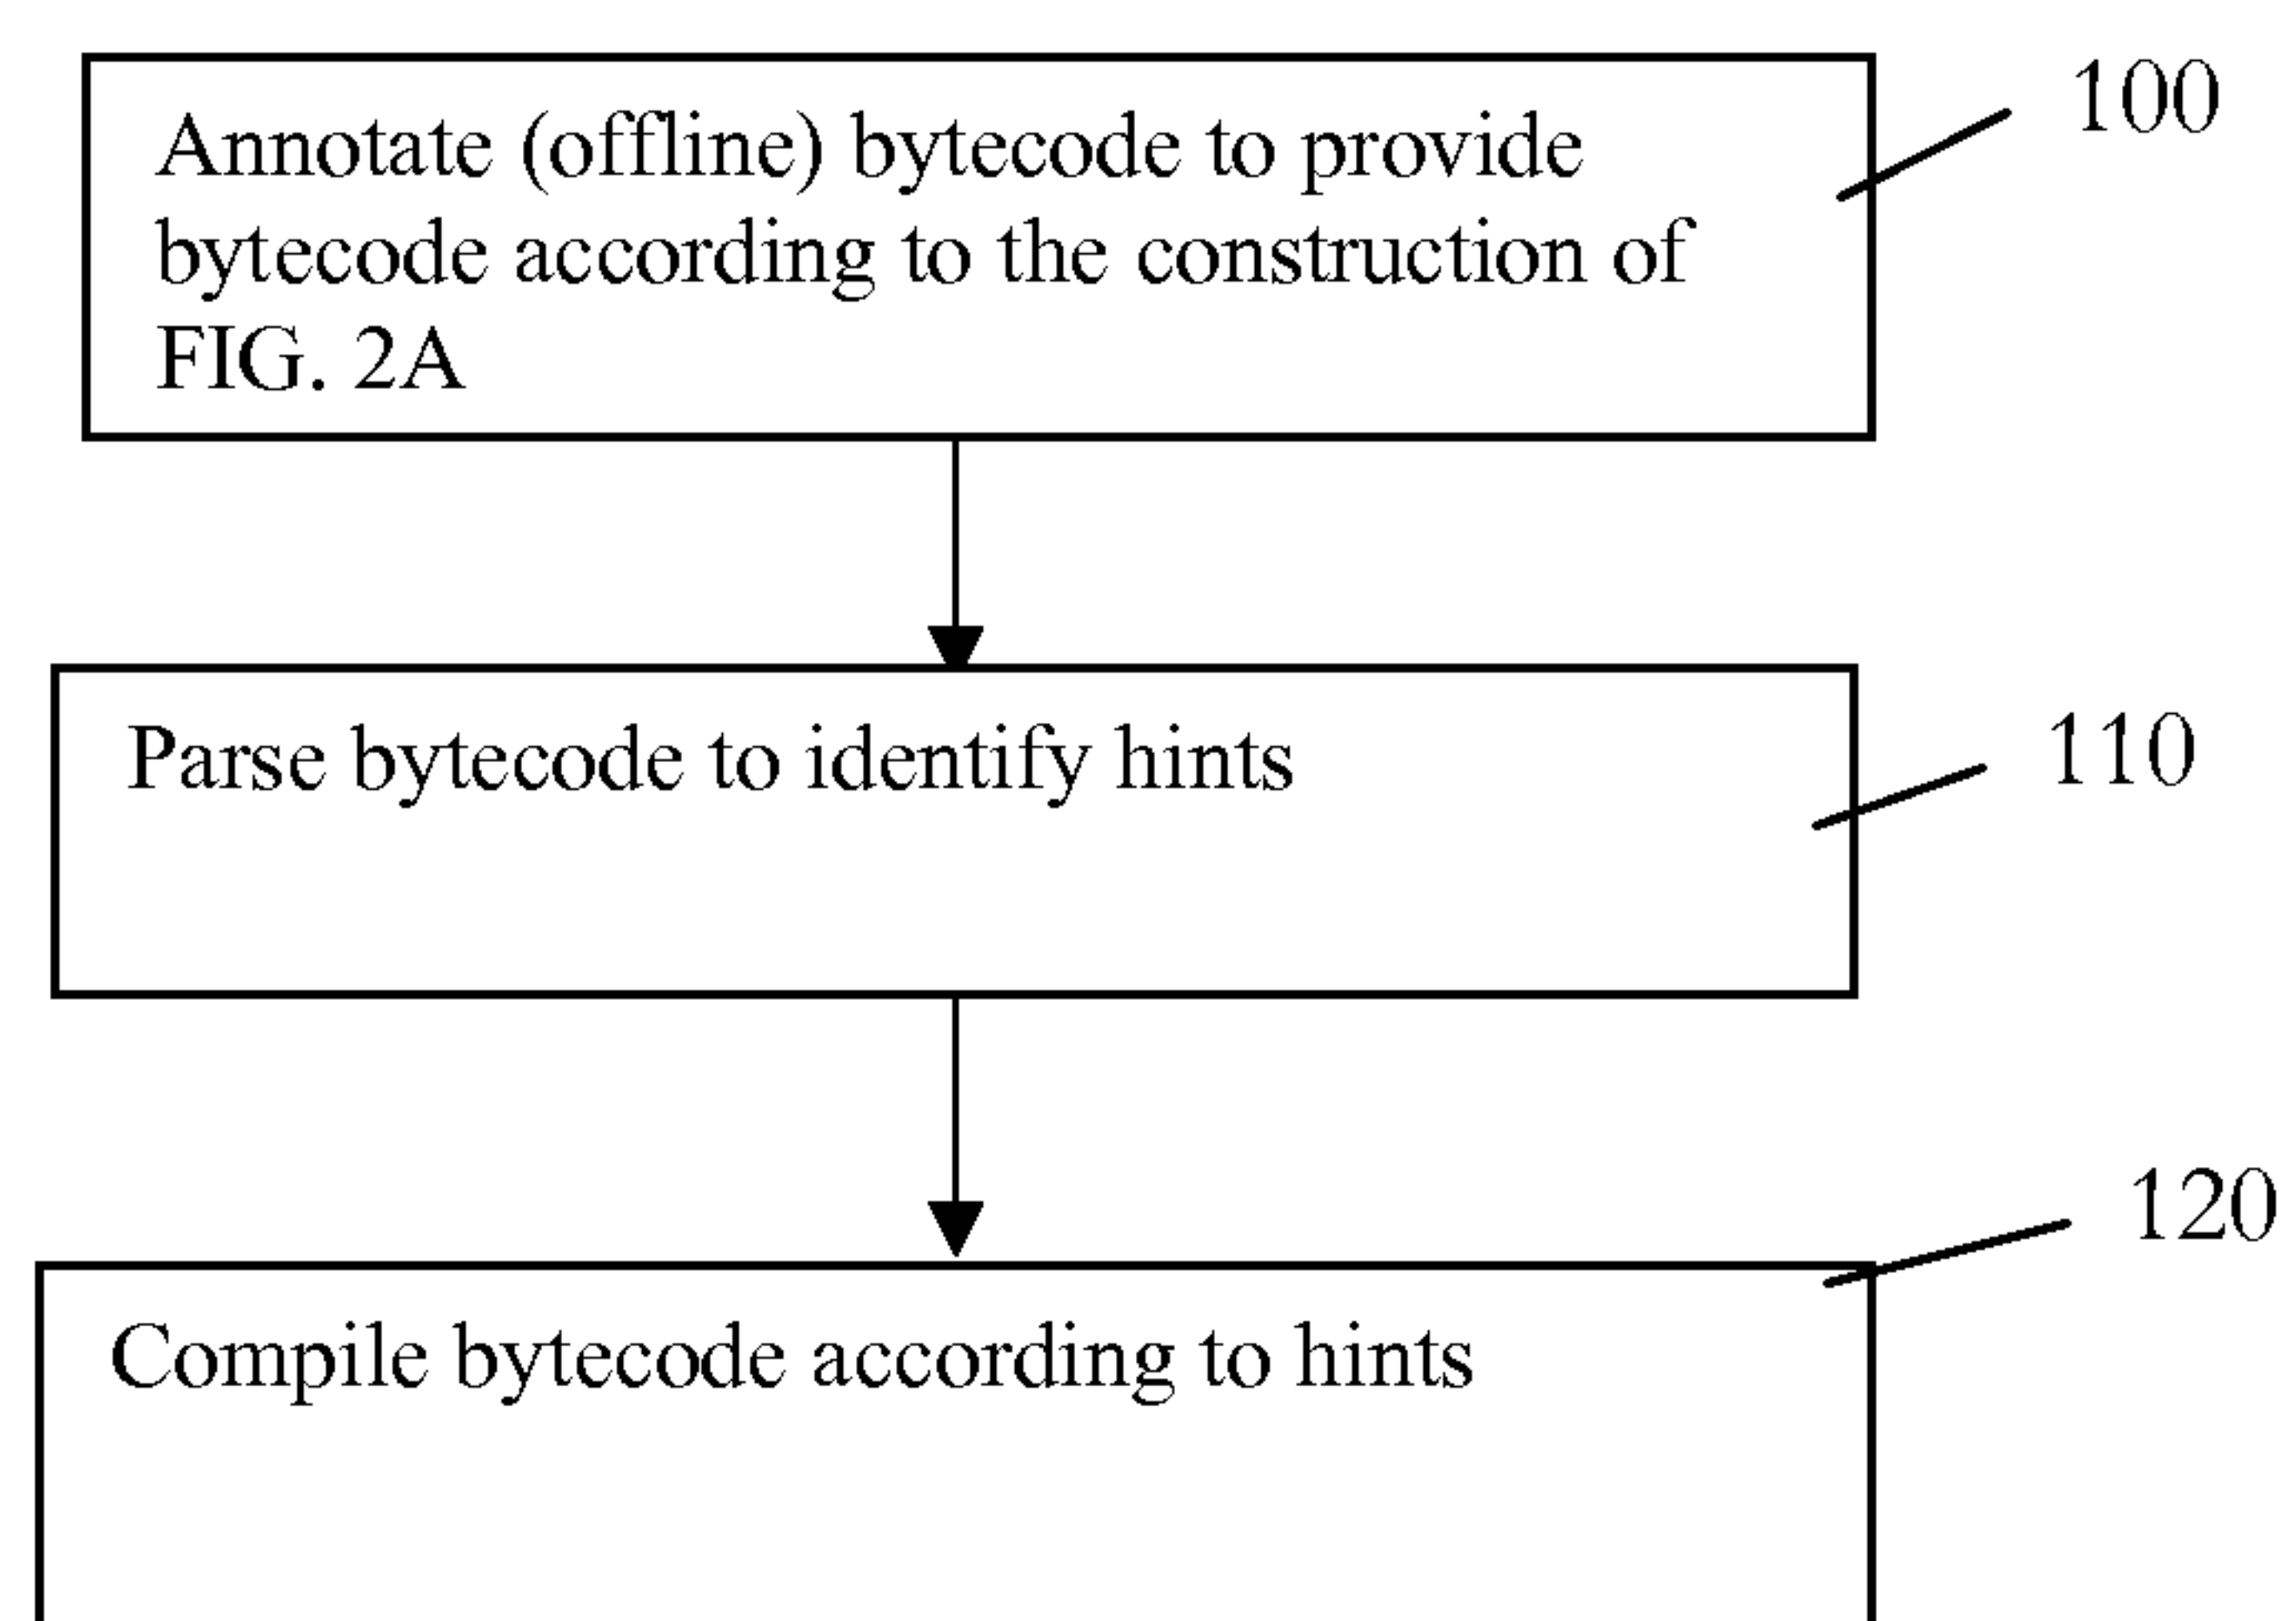 Annotate (offline) bytecode to provide
bytecode according to the construction of
FIG. 2A
100
Parse bytecode to identify hints
110
120
Compile bytecode according to hints